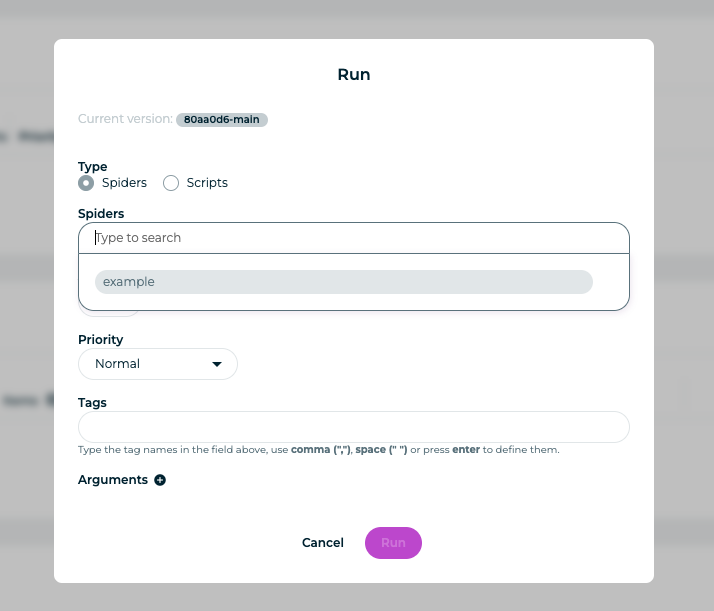 Run
Current version: 80aa0d6-main
Type
Spiders Scripts
Spiders
Type to search
example
Priority
Normal
Tags
Type the tag names in the field above, use comma (","), space (" ") or press enter to define them.
Arguments
Cancel Run